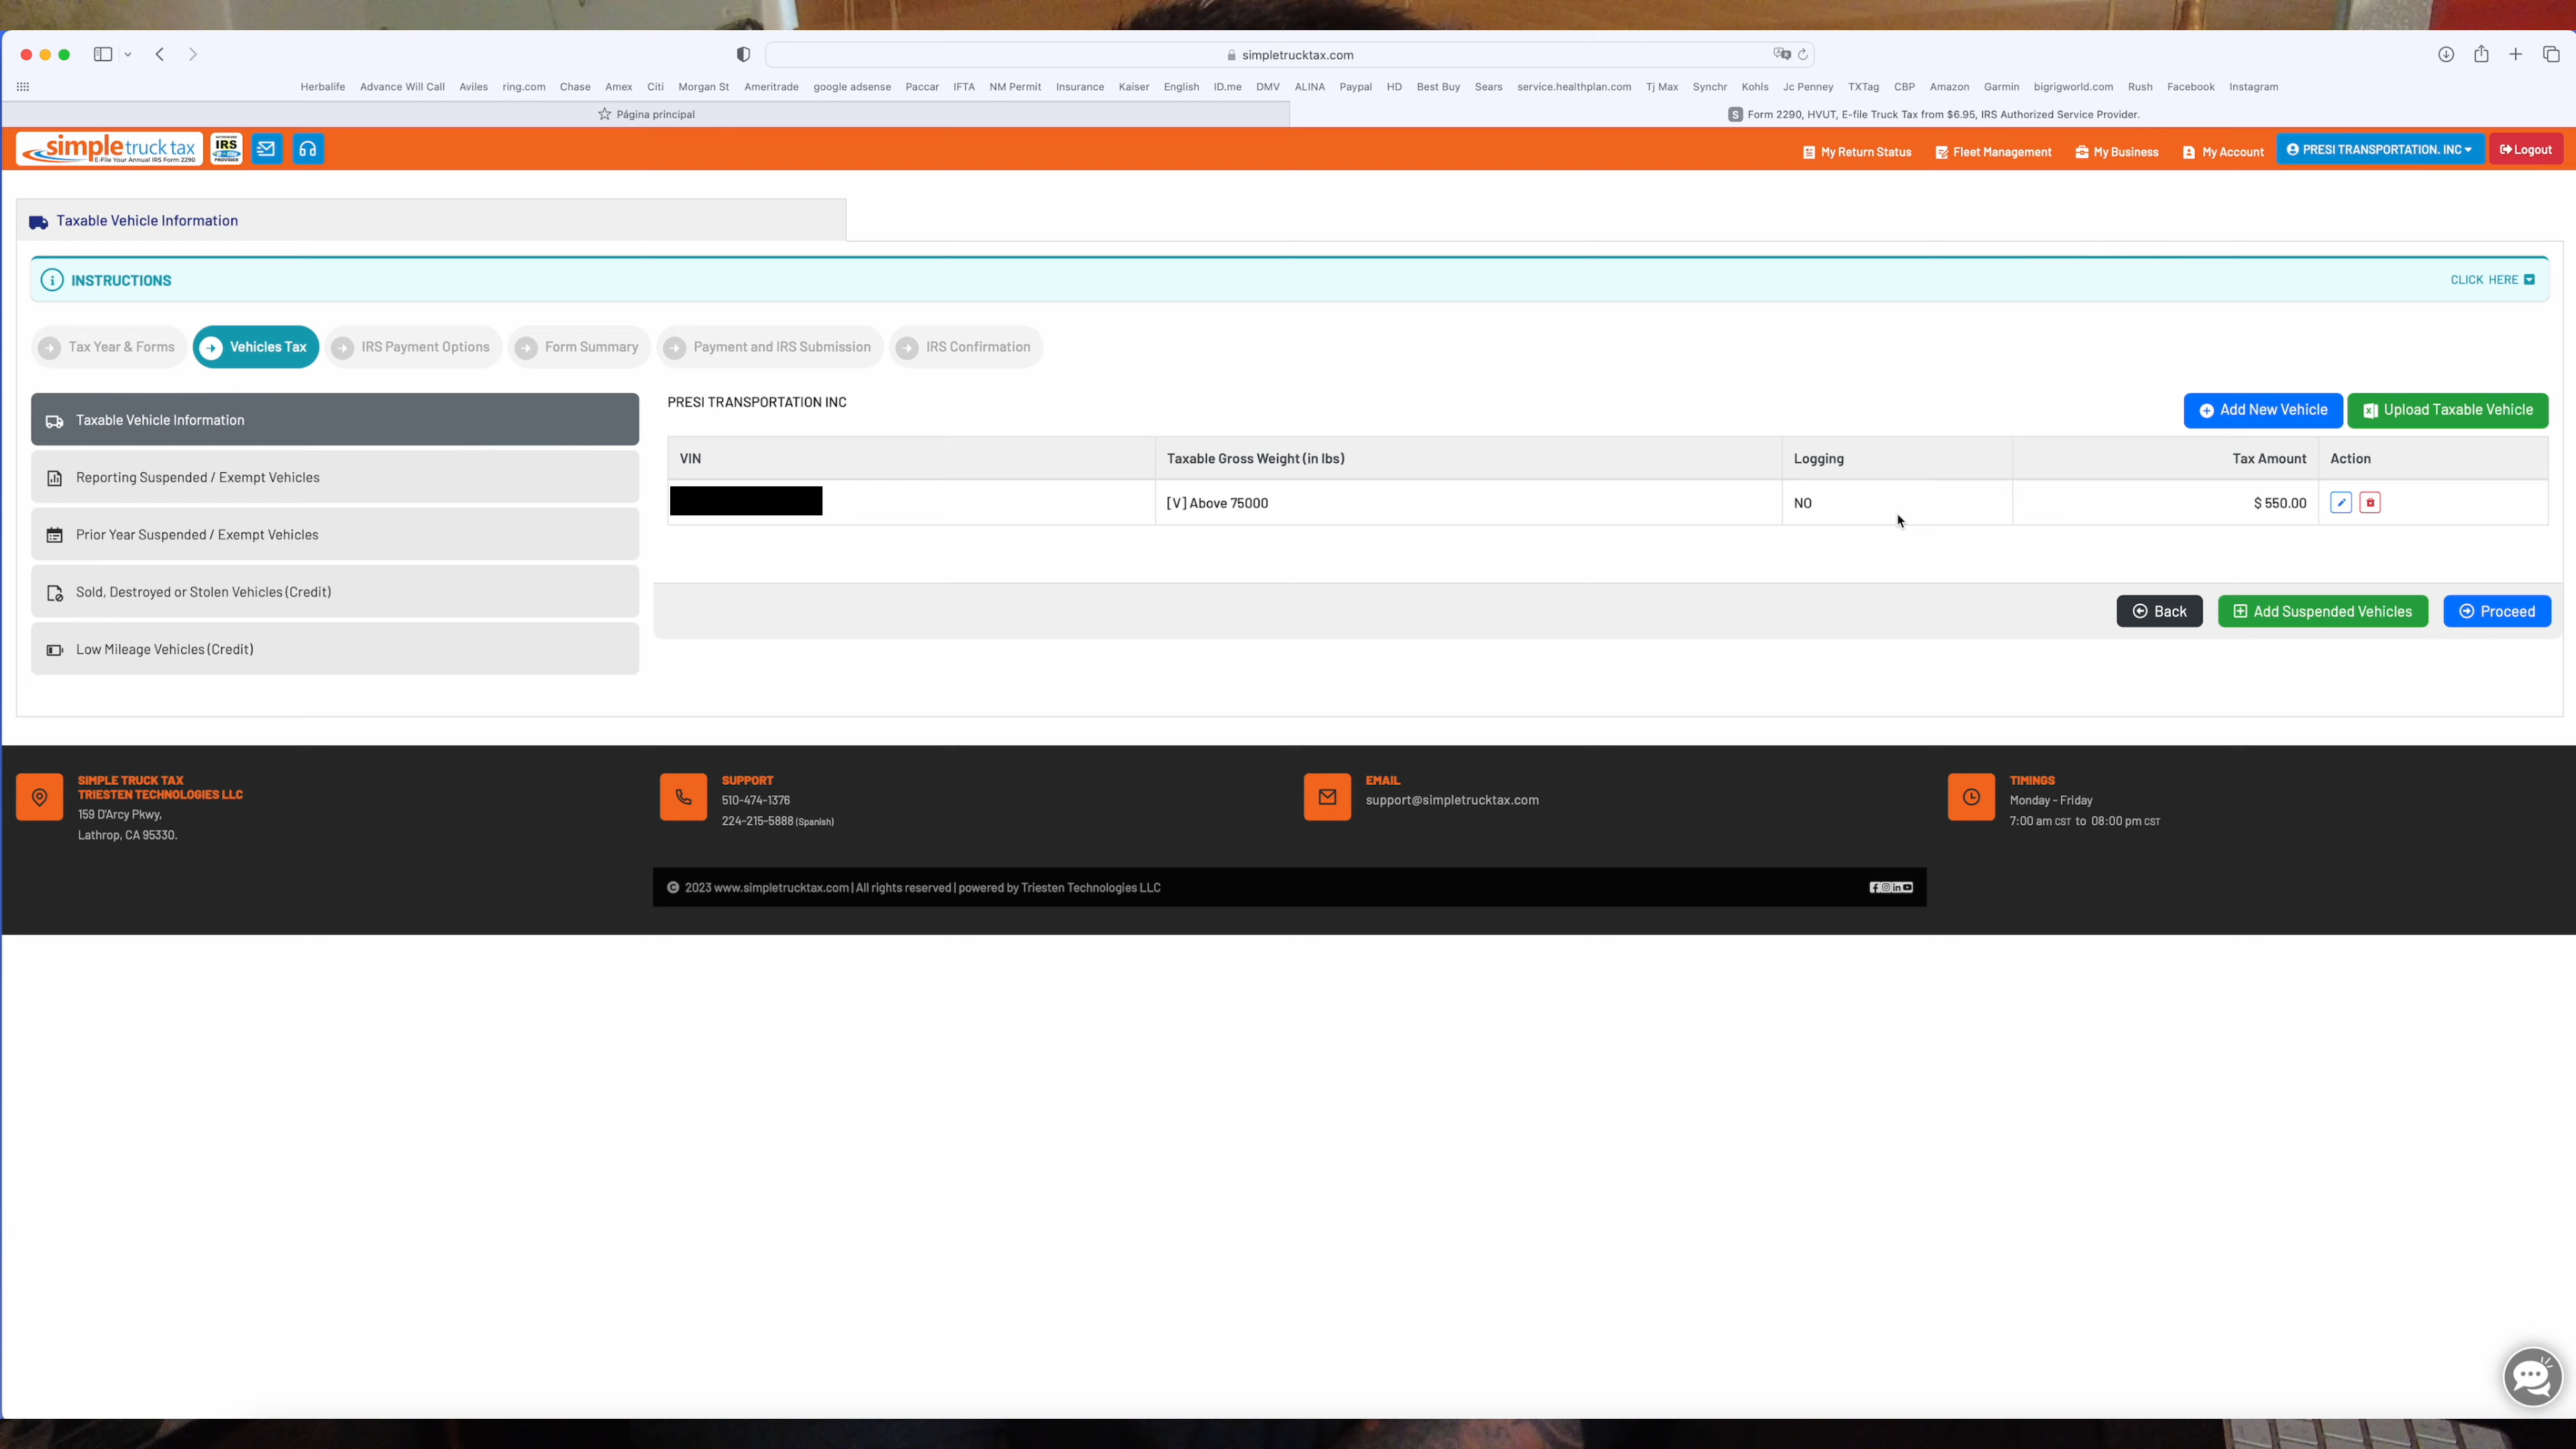 simpletrucktax.com
Herbalife Advance Will Call Aviles ring.com Chase Amex Citi Morgan St Ameritrade google adsense Paccar IFTA NM Permit Insurance Kaiser English ID.me DMV ALINA Paypal HD Best Buy Sears service.healthplan.com Tj Max Synchr Kohls Jc Penney TXTag CBP Amazon Garmin bigrigworld.com Rush Facebook Instagram
Página principal
S Form 2290, HVUT, E-file Truck Tax from $6.95, IRS Authorized Service Provider.
simple truck tax
E-File Your Annual IRS Form 2290
AUTHORIZED
IRS
e-file
PROVIDER
My Return Status Fleet Management My Business My Account PRESI TRANSPORTATION. INC Logout
Taxable Vehicle Information
INSTRUCTIONS CLICK HERE
Tax Year & Forms Vehicles Tax IRS Payment Options Form Summary Payment and IRS Submission IRS Confirmation
Taxable Vehicle Information
Reporting Suspended / Exempt Vehicles
Prior Year Suspended / Exempt Vehicles
Sold, Destroyed or Stolen Vehicles (Credit)
Low Mileage Vehicles (Credit)
PRESI TRANSPORTATION INC
Add New Vehicle Upload Taxable Vehicle
VIN Taxable Gross Weight (in lbs) Logging Tax Amount Action
[V] Above 75000 NO $ 550.00
Back Add Suspended Vehicles Proceed
SIMPLE TRUCK TAX
TRIESTEN TECHNOLOGIES LLC
159 D'Arcy Pkwy,
Lathrop, CA 95330.
SUPPORT
510-474-1376
224-215-5888 (Spanish)
EMAIL
support@simpletrucktax.com
TIMINGS
Monday - Friday
7:00 am CST to 08:00 pm CST
© 2023 www.simpletrucktax.com | All rights reserved | powered by Triesten Technologies LLC